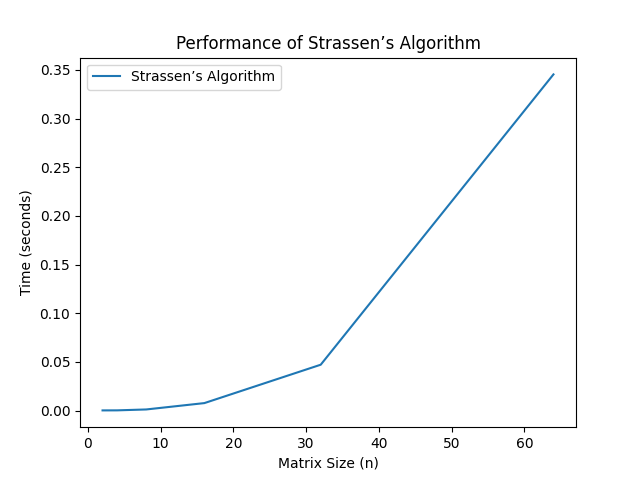 Performance of Strassen’s Algorithm
Strassen’s Algorithm
0.35
0.30
0.25
0.20
0.15
0.10
0.05
0.00
Time (seconds)
0 10 20 30 40 50 60
Matrix Size (n)